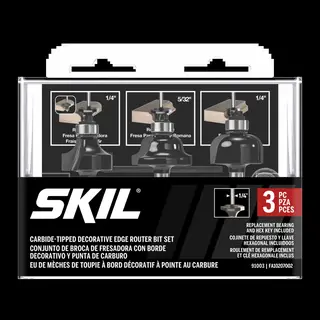 1/4"
5/32"
1/4"
SKIL
1/4"
3 PC
PZA
PCES
CARBIDE-TIPPED DECORATIVE EDGE ROUTER BIT SET
CONJUNTO DE BROCA DE FRESADORA CON BORDE
DECORATIVO Y PUNTA DE CARBURO
EU DE MÈCHES DE TOUPIE À BORD DÉCORATIF À POINTE AU CARBURE
REPLACEMENT BEARING
AND HEX KEY INCLUDED
COJINETE DE REPUESTO Y LLAVE
HEXAGONAL INCLUIDOS
ROULEMENT DE REMPLACEMENT
ET CLÉ HEXAGONALE INCLUS
91003 | FAI0207002